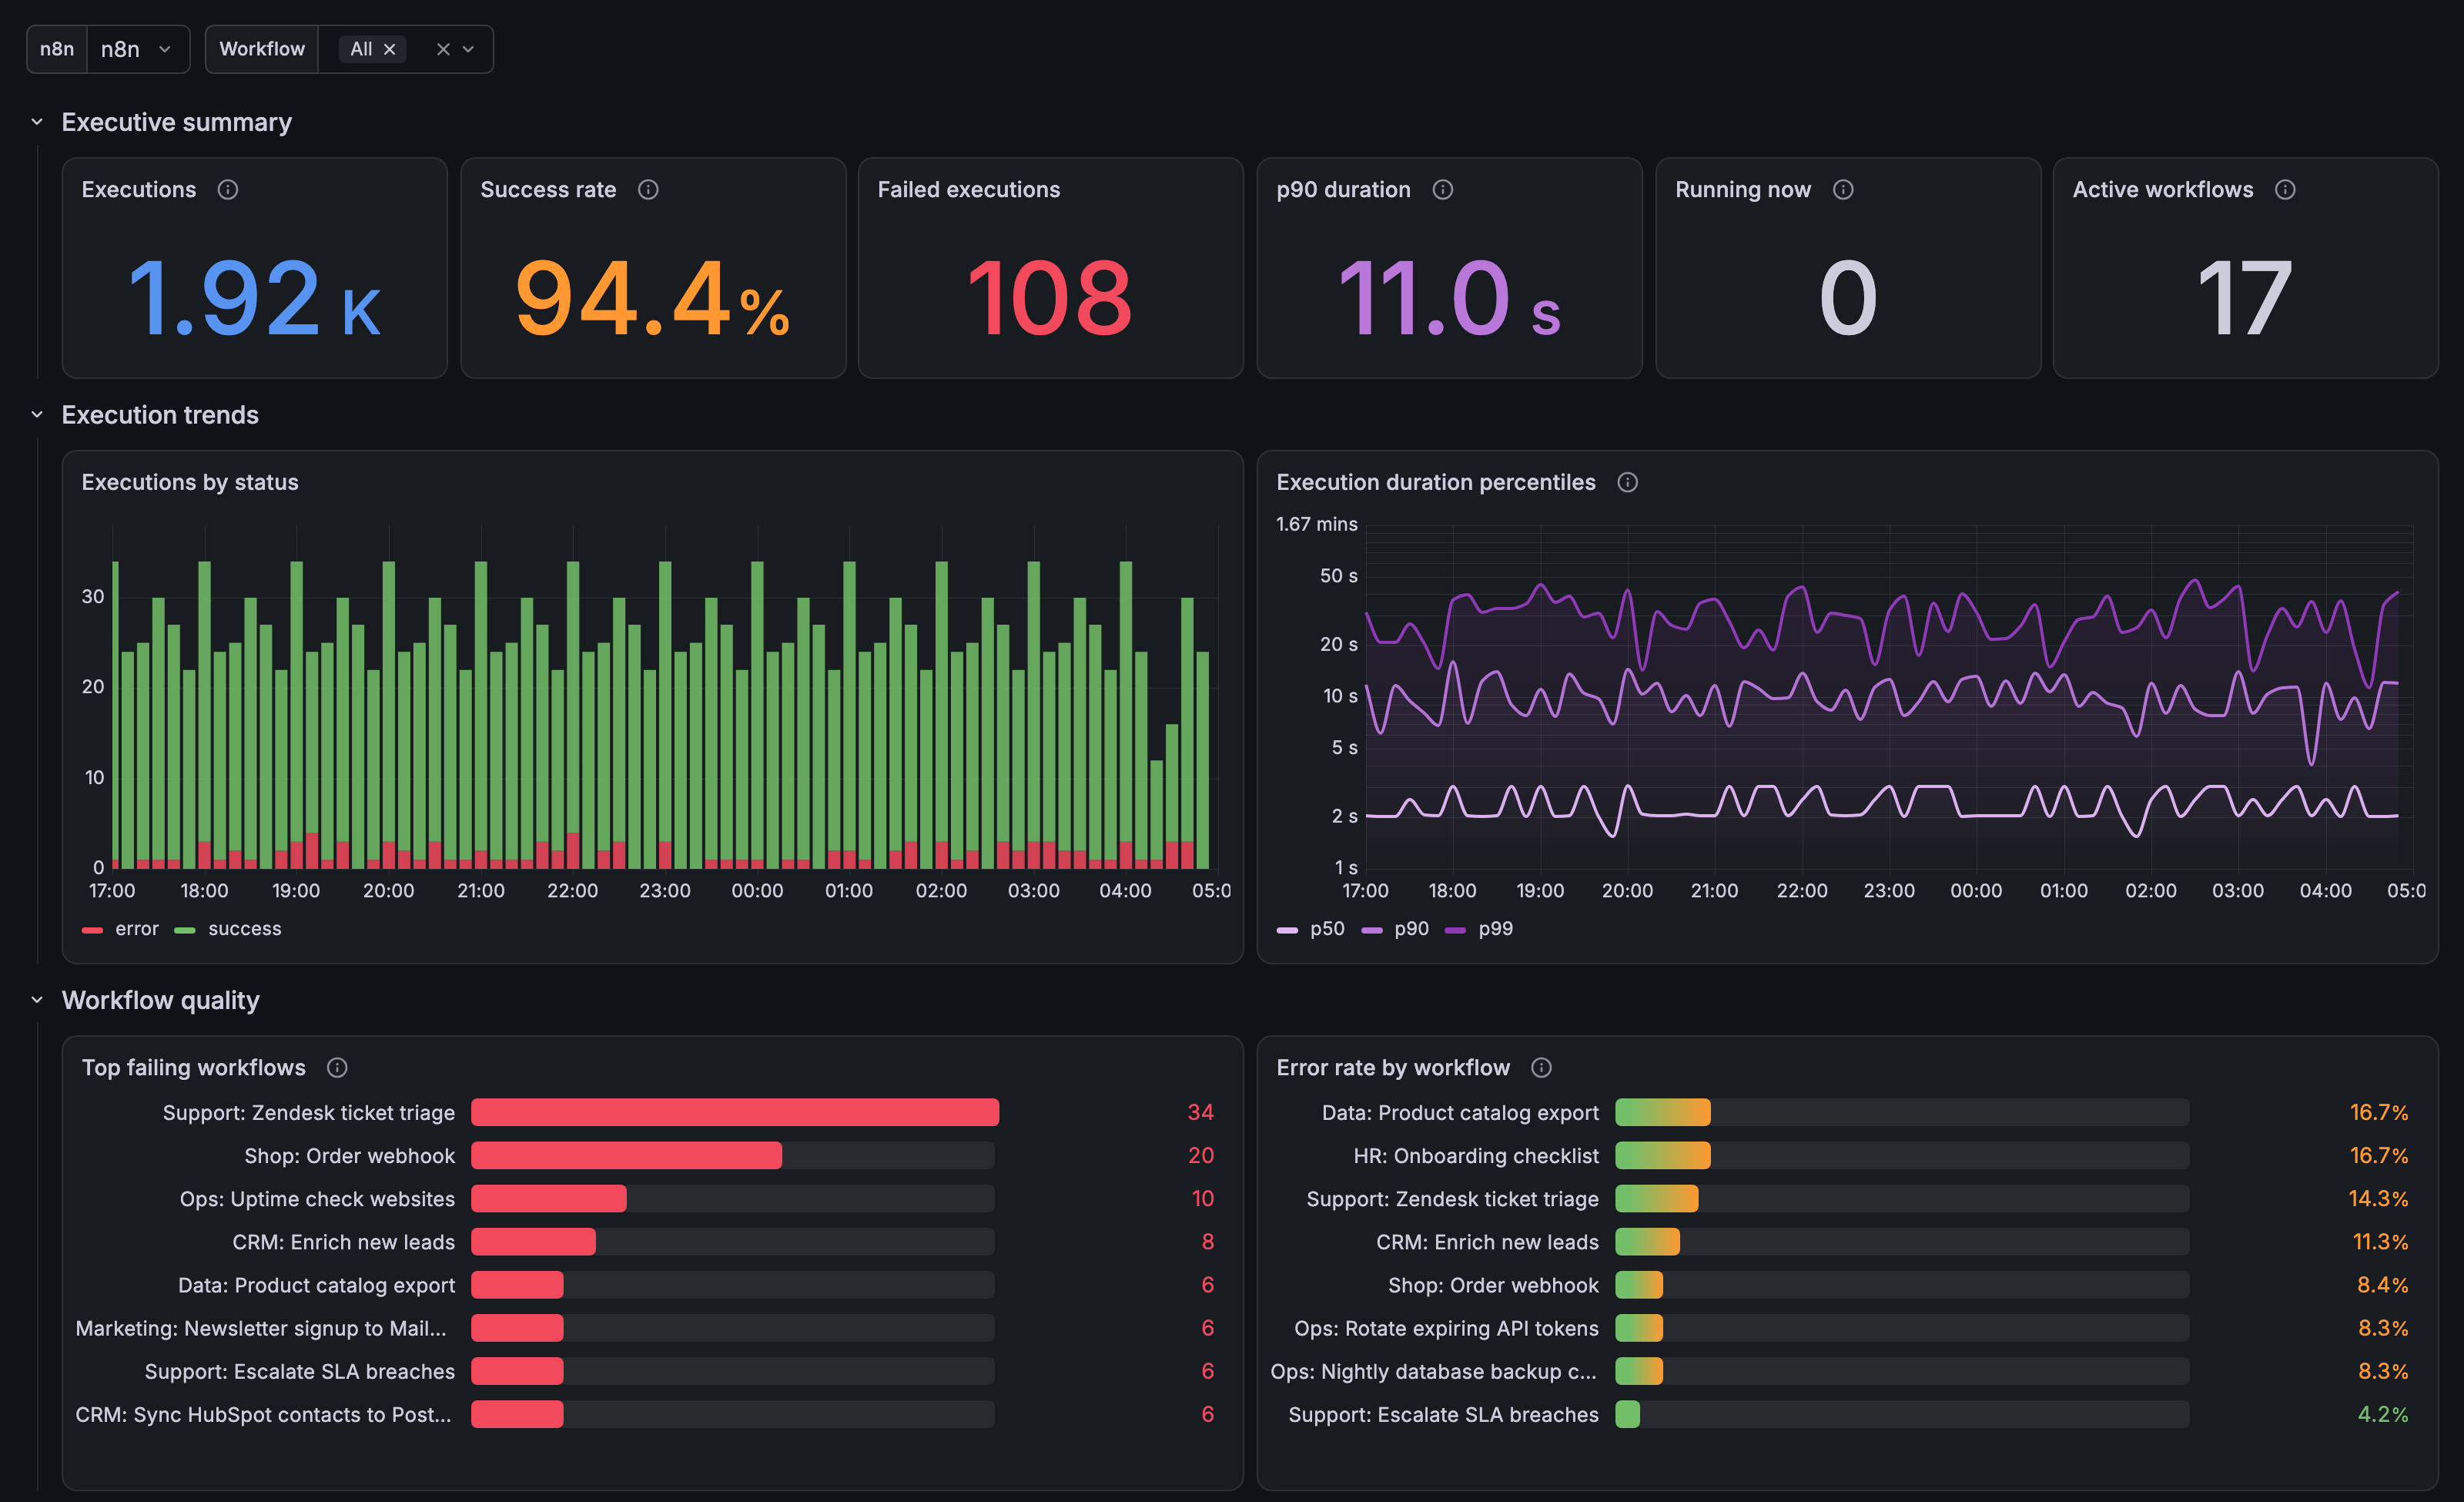 n8n n8n Workflow All
Executive summary
Executions Success rate Failed executions p90 duration Running now Active workflows
1.92 K 94.4% 108 11.0 s 0 17
Execution trends
Executions by status
30
20
10
0
17:00 18:00 19:00 20:00 21:00 22:00 23:00 00:00 01:00 02:00 03:00 04:00 05:0
error success
Execution duration percentiles
1.67 mins
50 s
20 s
10 s
5 s
2 s
1 s
17:00 18:00 19:00 20:00 21:00 22:00 23:00 00:00 01:00 02:00 03:00 04:00 05:0
p50 p90 p99
Workflow quality
Top failing workflows
Support: Zendesk ticket triage 34
Shop: Order webhook 20
Ops: Uptime check websites 10
CRM: Enrich new leads 8
Data: Product catalog export 6
Marketing: Newsletter signup to Mail... 6
Support: Escalate SLA breaches 6
CRM: Sync HubSpot contacts to Post... 6
Error rate by workflow
Data: Product catalog export 16.7%
HR: Onboarding checklist 16.7%
Support: Zendesk ticket triage 14.3%
CRM: Enrich new leads 11.3%
Shop: Order webhook 8.4%
Ops: Rotate expiring API tokens 8.3%
Ops: Nightly database backup c... 8.3%
Support: Escalate SLA breaches 4.2%